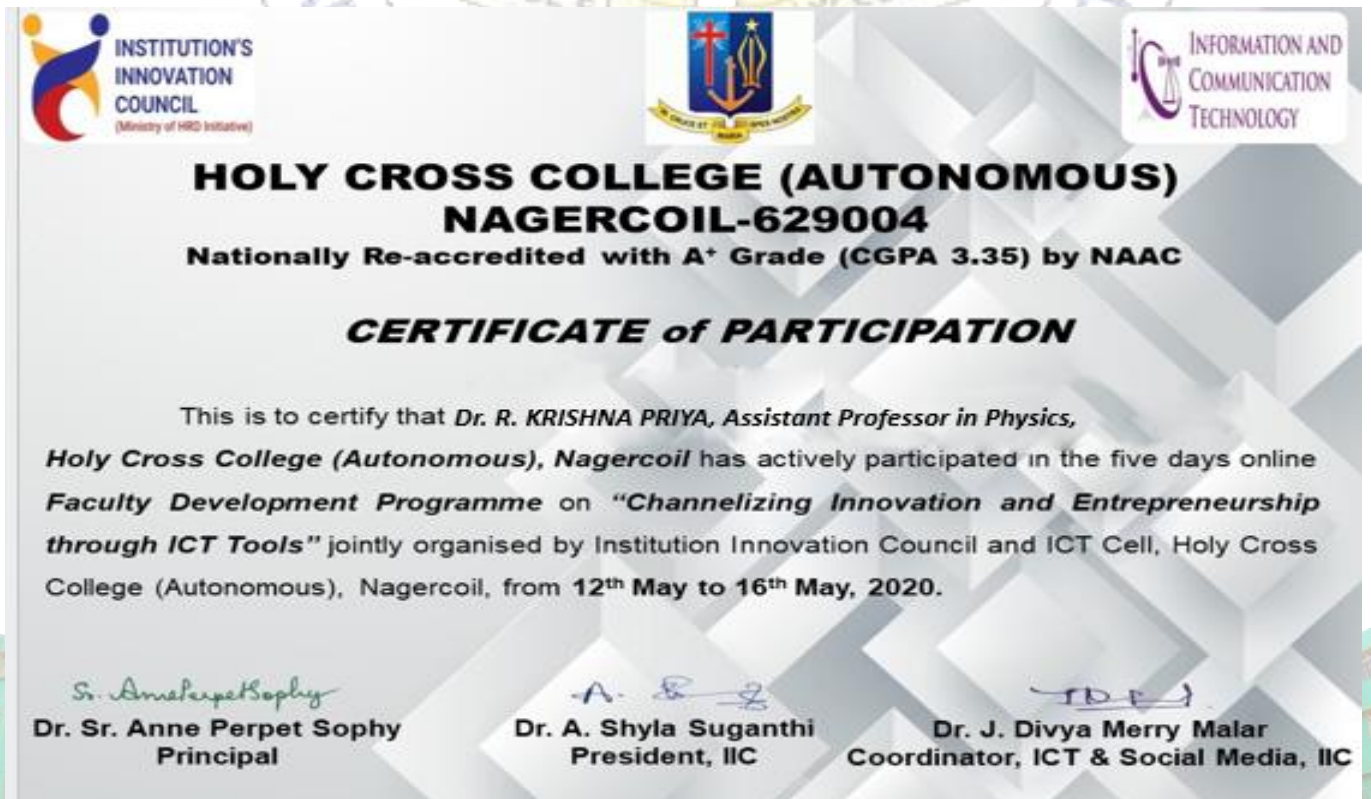 INSTITUTION'S
INNOVATION
COUNCIL
(Ministry of HRD Initiative)
INFORMATION AND
COMMUNICATION
TECHNOLOGY
HOLY CROSS COLLEGE (AUTONOMOUS)
NAGERCOIL-629004
Nationally Re-accredited with A⁺ Grade (CGPA 3.35) by NAAC
CERTIFICATE of PARTICIPATION
This is to certify that Dr. R. KRISHNA PRIYA, Assistant Professor in Physics,
Holy Cross College (Autonomous), Nagercoil has actively participated in the five days online
Faculty Development Programme on “Channelizing Innovation and Entrepreneurship
through ICT Tools” jointly organised by Institution Innovation Council and ICT Cell, Holy Cross
College (Autonomous), Nagercoil, from 12th May to 16th May, 2020.
Sr. AnnePerpetSophy
Dr. Sr. Anne Perpet Sophy
Principal
Dr. A. Shyla Suganthi
President, IIC
Dr. J. Divya Merry Malar
Coordinator, ICT & Social Media, IIC